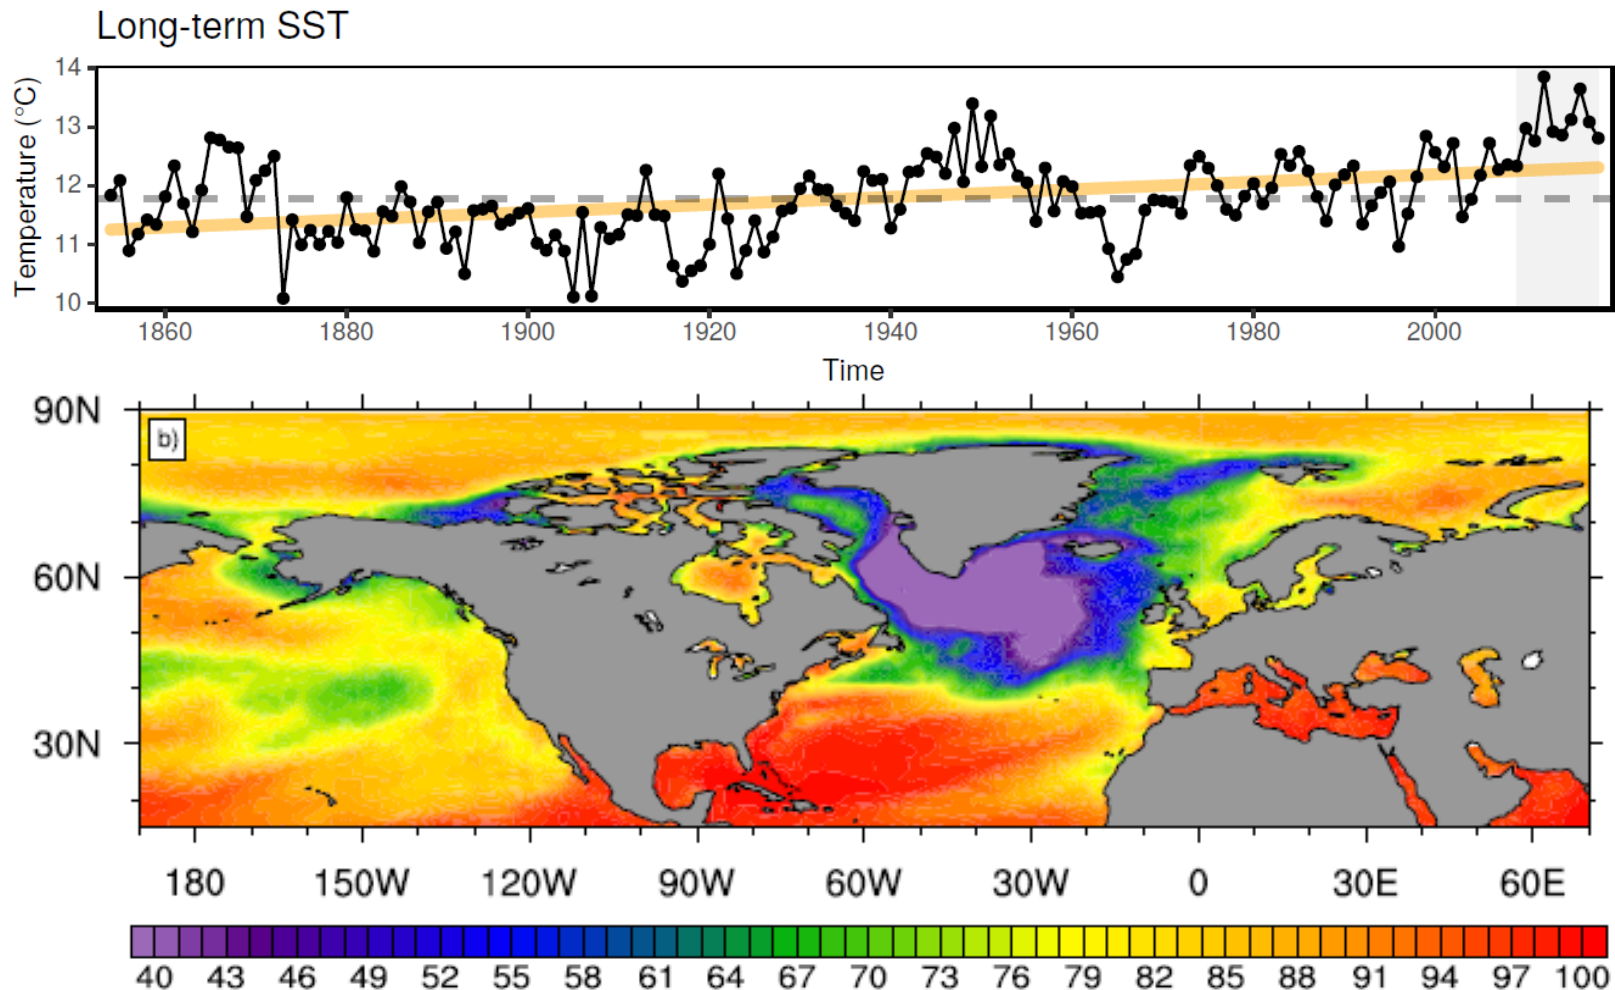 Long-term SST
Temperature (°C)
14
13
12
11
10
1860 1880 1900 1920 1940 1960 1980 2000
Time
b)
90N
60N
30N
180 150W 120W 90W 60W 30W 0 30E 60E
40 43 46 49 52 55 58 61 64 67 70 73 76 79 82 85 88 91 94 97 100